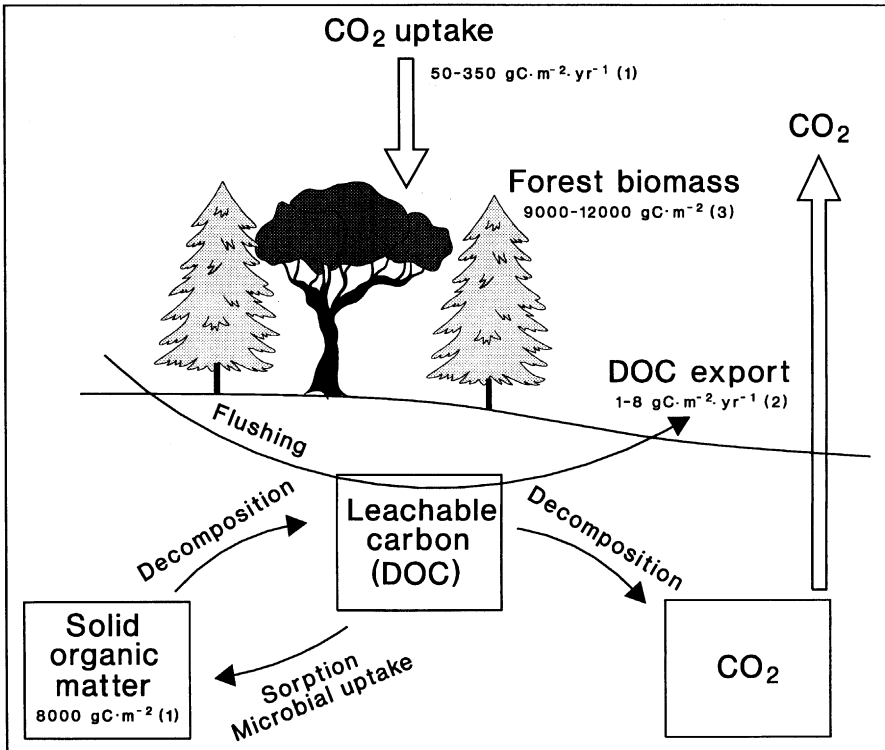 CO₂ uptake
50-350 gC·m⁻²·yr⁻¹ (1)
CO₂
Forest biomass
9000-12000 gC·m⁻² (3)
DOC export
1-8 gC·m⁻²·yr⁻¹ (2)
Flushing
Decomposition
Leachable
carbon
(DOC)
Decomposition
Solid
organic
matter
8000 gC·m⁻² (1)
Sorption
Microbial uptake
CO₂